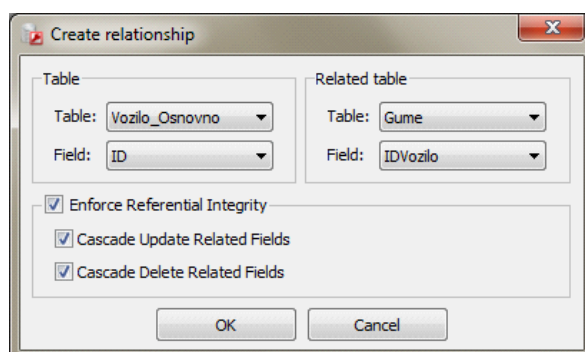 Create relationship
Table
Table: Vozilo_Osnovno
Field: ID
Related table
Table: Gume
Field: IDVozilo
Enforce Referential Integrity
Cascade Update Related Fields
Cascade Delete Related Fields
OK Cancel